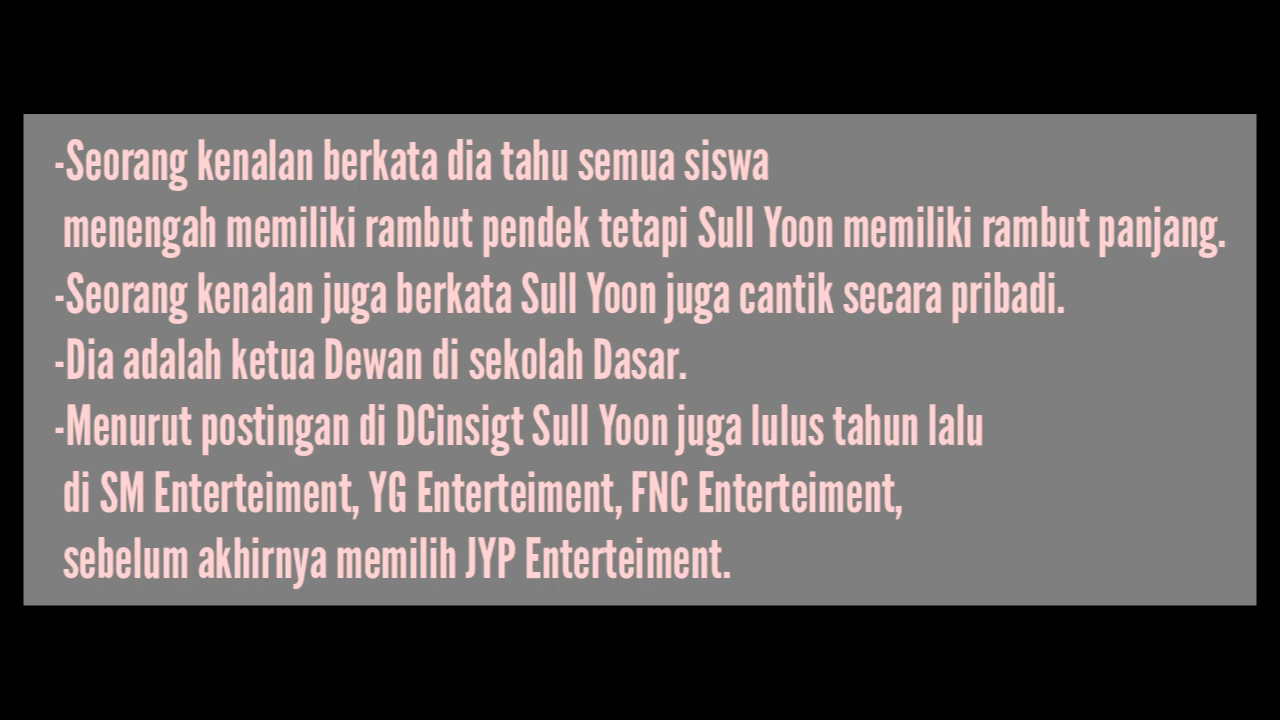 -Seorang kenalan berkata dia tahu semua siswa
menengah memiliki rambut pendek tetapi Sull Yoon memiliki rambut panjang.
-Seorang kenalan juga berkata Sull Yoon juga cantik secara pribadi.
-Dia adalah ketua Dewan di sekolah Dasar.
-Menurut postingan di DCinsigt Sull Yoon juga lulus tahun lalu
di SM Enterteiment, YG Enterteiment, FNC Enterteiment,
sebelum akhirnya memilih JYP Enterteiment.